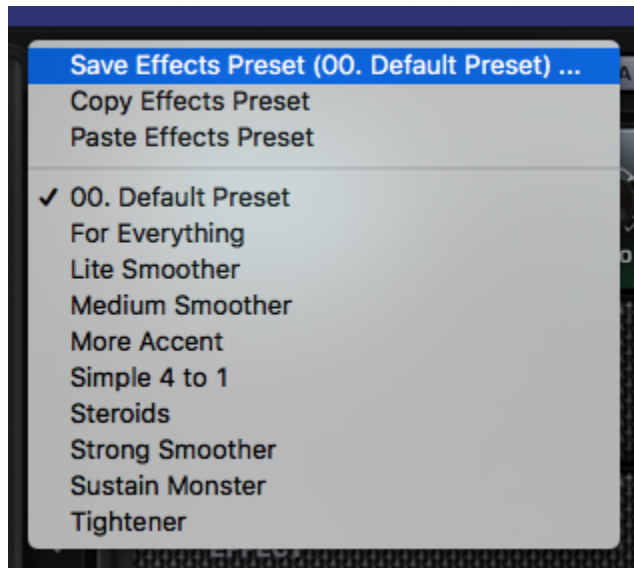 Save Effects Preset (00. Default Preset) ...
Copy Effects Preset
Paste Effects Preset
✓ 00. Default Preset
For Everything
Lite Smoother
Medium Smoother
More Accent
Simple 4 to 1
Steroids
Strong Smoother
Sustain Monster
Tightener
EFFECT